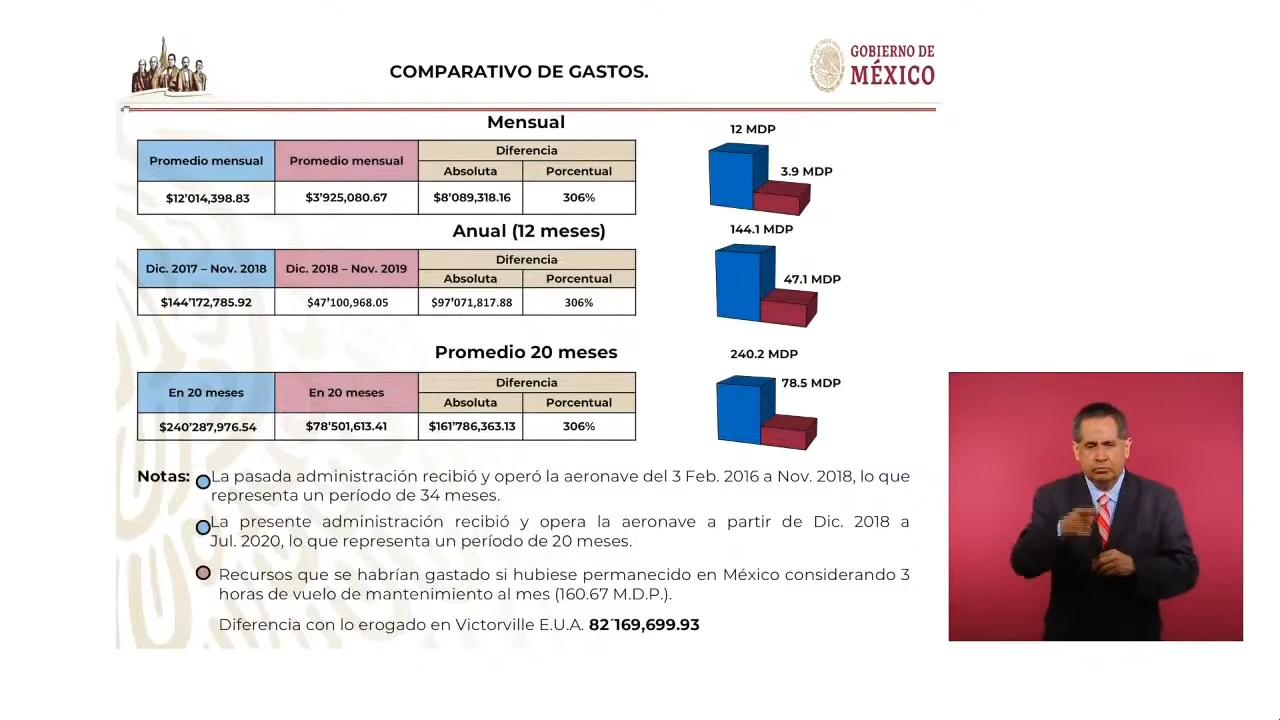 COMPARATIVO DE GASTOS.
GOBIERNO DE
MÉXICO
Mensual
12 MDP
Promedio mensual Promedio mensual Diferencia
Absoluta Porcentual
3.9 MDP
$12’014,398.83 $3’925,080.67 $8’089,318.16 306%
Anual (12 meses)
144.1 MDP
Dic. 2017 – Nov. 2018 Dic. 2018 – Nov. 2019 Diferencia
Absoluta Porcentual
47.1 MDP
$144’172,785.92 $47’100,968.05 $97’071,817.88 306%
Promedio 20 meses
240.2 MDP
En 20 meses En 20 meses Diferencia
Absoluta Porcentual
78.5 MDP
$240’287,976.54 $78’501,613.41 $161’786,363.13 306%
Notas: La pasada administración recibió y operó la aeronave del 3 Feb. 2016 a Nov. 2018, lo que
representa un período de 34 meses.
La presente administración recibió y opera la aeronave a partir de Dic. 2018 a
Jul. 2020, lo que representa un período de 20 meses.
Recursos que se habrían gastado si hubiese permanecido en México considerando 3
horas de vuelo de mantenimiento al mes (160.67 M.D.P.).
Diferencia con lo erogado en Victorville E.U.A. 82´169,699.93